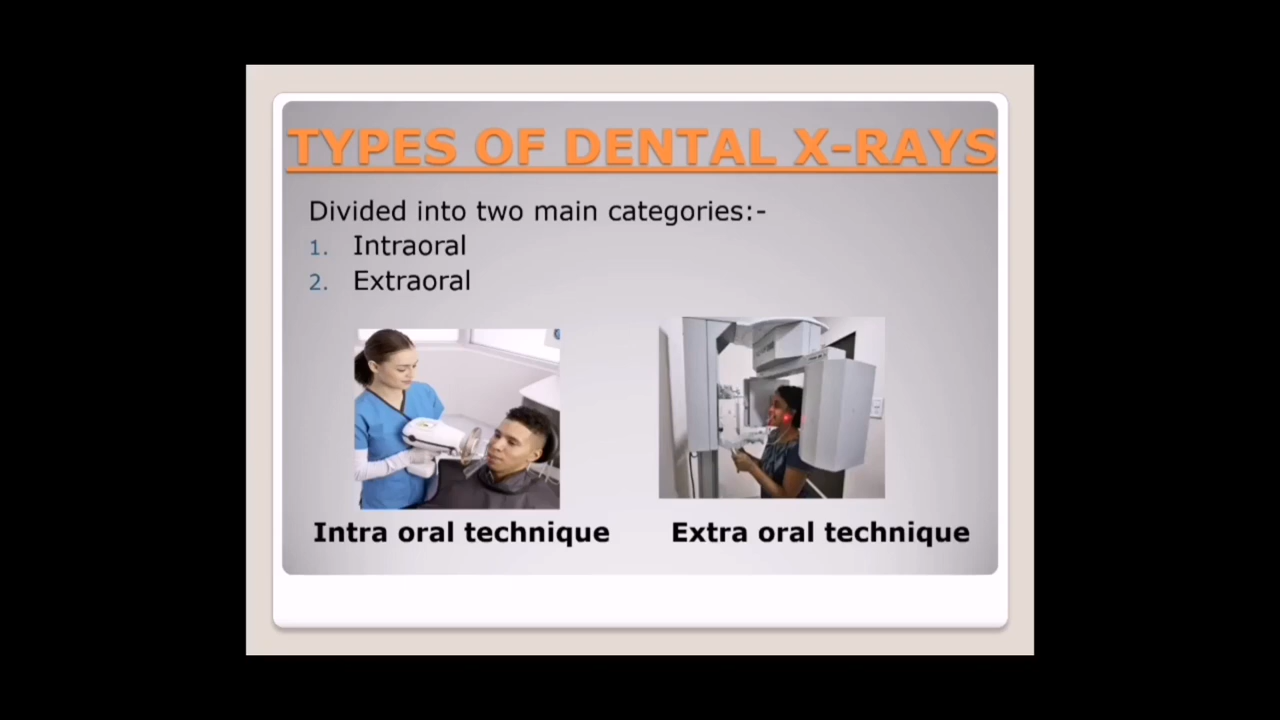 TYPES OF DENTAL X-RAYS
Divided into two main categories:-
1. Intraoral
2. Extraoral
Intra oral technique
Extra oral technique